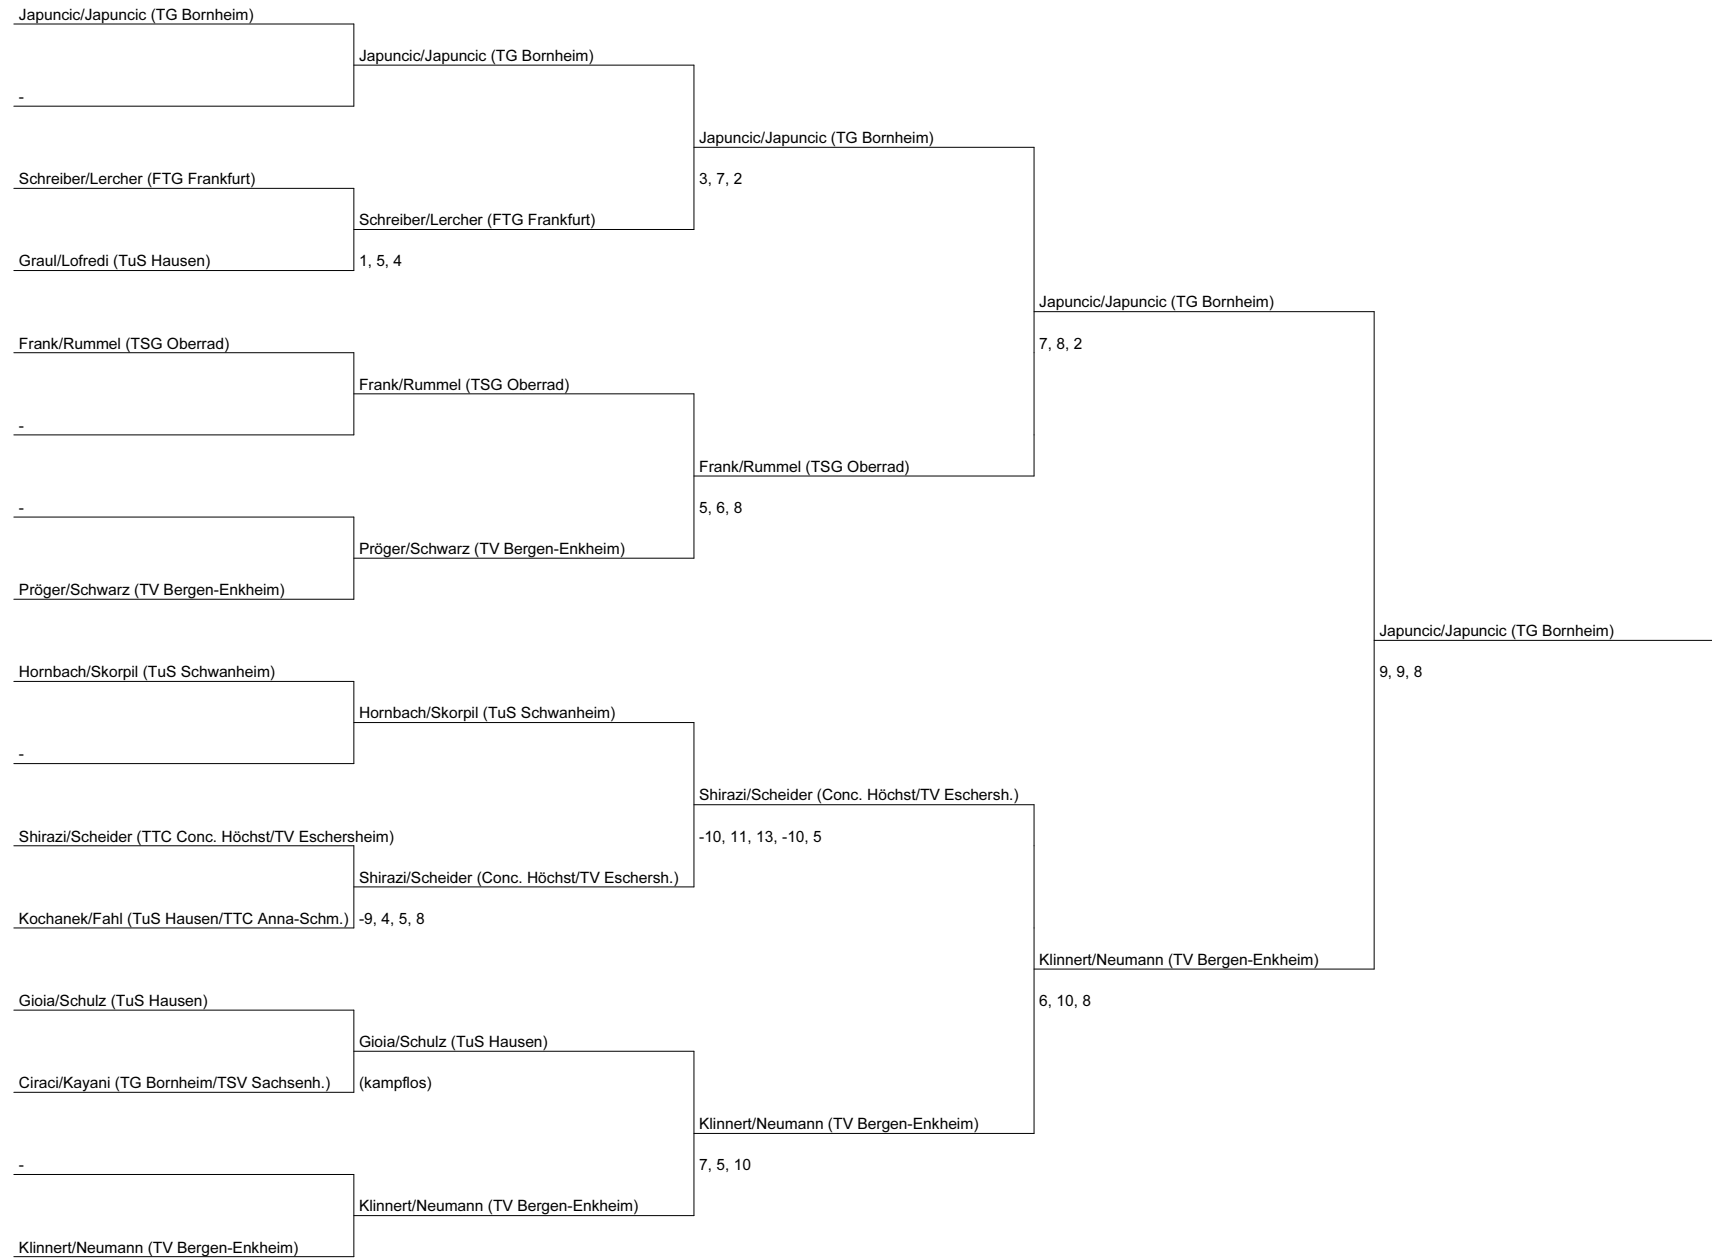 Japuncic/Japuncic (TG Bornheim)
Japuncic/Japuncic (TG Bornheim)
-
Japuncic/Japuncic (TG Bornheim)
Schreiber/Lercher (FTG Frankfurt)
3, 7, 2
Schreiber/Lercher (FTG Frankfurt)
Graul/Lofredi (TuS Hausen)
1, 5, 4
Japuncic/Japuncic (TG Bornheim)
Frank/Rummel (TSG Oberrad)
7, 8, 2
Frank/Rummel (TSG Oberrad)
-
Frank/Rummel (TSG Oberrad)
-
5, 6, 8
Pröger/Schwarz (TV Bergen-Enkheim)
Pröger/Schwarz (TV Bergen-Enkheim)
Japuncic/Japuncic (TG Bornheim)
Hornbach/Skorpil (TuS Schwanheim)
9, 9, 8
Hornbach/Skorpil (TuS Schwanheim)
-
Shirazi/Scheider (Conc. Höchst/TV Eschersh.)
Shirazi/Scheider (TTC Conc. Höchst/TV Eschersheim)
-10, 11, 13, -10, 5
Shirazi/Scheider (Conc. Höchst/TV Eschersh.)
Kochanek/Fahl (TuS Hausen/TTC Anna-Schm.)
-9, 4, 5, 8
Klinnert/Neumann (TV Bergen-Enkheim)
Gioia/Schulz (TuS Hausen)
6, 10, 8
Gioia/Schulz (TuS Hausen)
Ciraci/Kayani (TG Bornheim/TSV Sachsenh.)
(kampflos)
Klinnert/Neumann (TV Bergen-Enkheim)
-
7, 5, 10
Klinnert/Neumann (TV Bergen-Enkheim)
Klinnert/Neumann (TV Bergen-Enkheim)